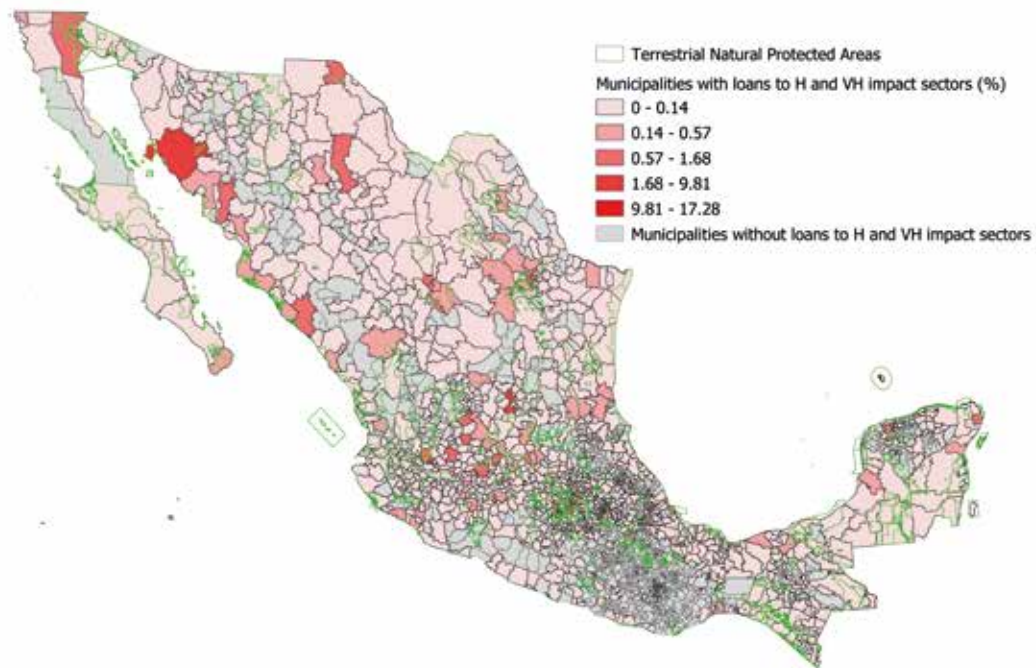 Terrestrial Natural Protected Areas
Municipalities with loans to H and VH impact sectors (%)
0 - 0.14
0.14 - 0.57
0.57 - 1.68
1.68 - 9.81
9.81 - 17.28
Municipalities without loans to H and VH impact sectors